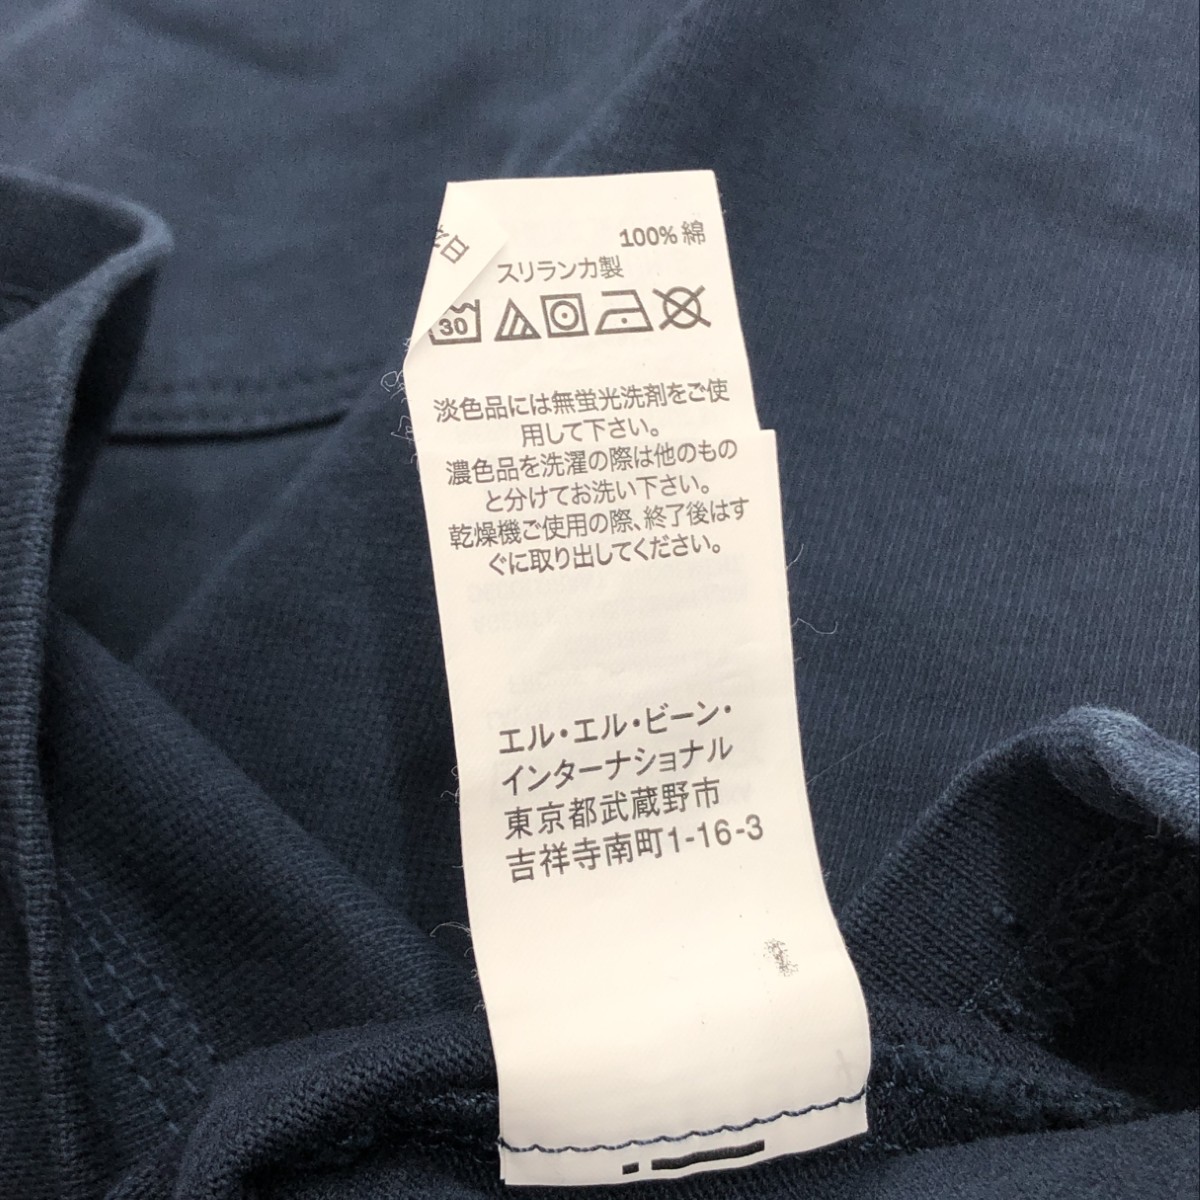 100% 綿
スリランカ製
30
淡色品には無蛍光洗剤をご使
用して下さい。
濃色品を洗濯の際は他のもの
と分けてお洗い下さい。
乾燥機ご使用の際、終了後はす
ぐに取り出してください。
エル・エル・ビーン・
インターナショナル
東京都武蔵野市
吉祥寺南町1-16-3